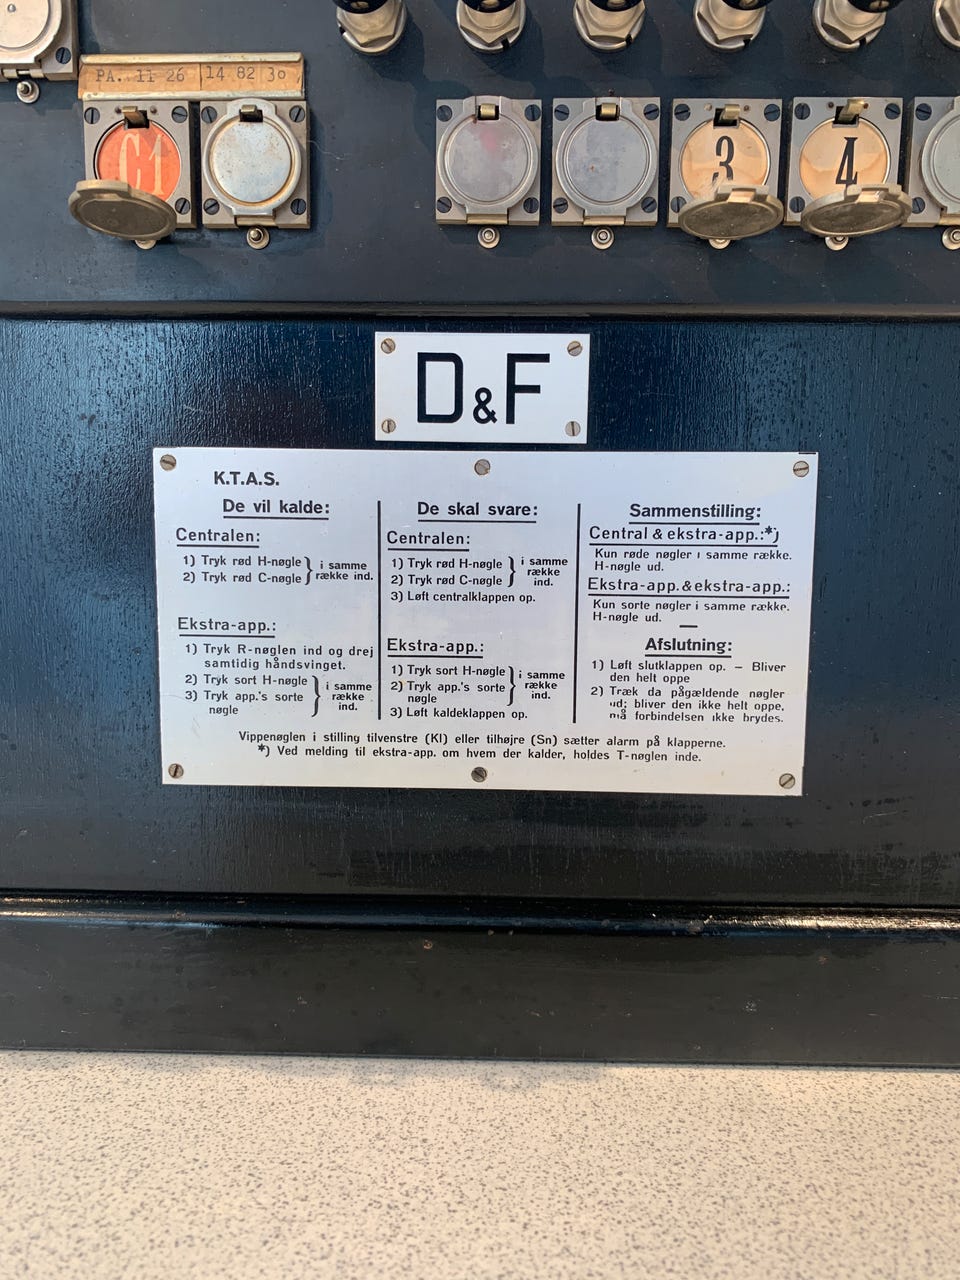 PA. 11 26 14 82 30
C1
3
4
D&F
K.T.A.S.
De vil kalde:
Centralen:
1) Tryk rød H-nøgle } i samme
2) Tryk rød C-nøgle } række ind.
Ekstra-app.:
1) Tryk R-nøglen ind og drej
samtidig håndsvinget.
2) Tryk sort H-nøgle } i samme
3) Tryk app.'s sorte } række
nøgle } ind.
De skal svare:
Centralen:
1) Tryk rød H-nøgle } i samme
2) Tryk rød C-nøgle } række ind.
3) Løft centralklappen op.
Ekstra-app.:
1) Tryk sort H-nøgle } i samme
2) Tryk app.'s sorte } række
nøgle } ind.
3) Løft kaldeklappen op.
Sammenstilling:
Central & ekstra-app.:*)
Kun røde nøgler i samme række.
H-nøgle ud.
Ekstra-app. & ekstra-app.:
Kun sorte nøgler i samme række.
H-nøgle ud.
Afslutning:
1) Løft slutklappen op. – Bliver
den helt oppe
2) Træk da pågældende nøgler
ud; bliver den ikke helt oppe,
må forbindelsen ikke brydes.
Vippenøglen i stilling tilvenstre (Kl) eller tilhøjre (Sn) sætter alarm på klapperne.
*) Ved melding til ekstra-app. om hvem der kalder, holdes T-nøglen inde.